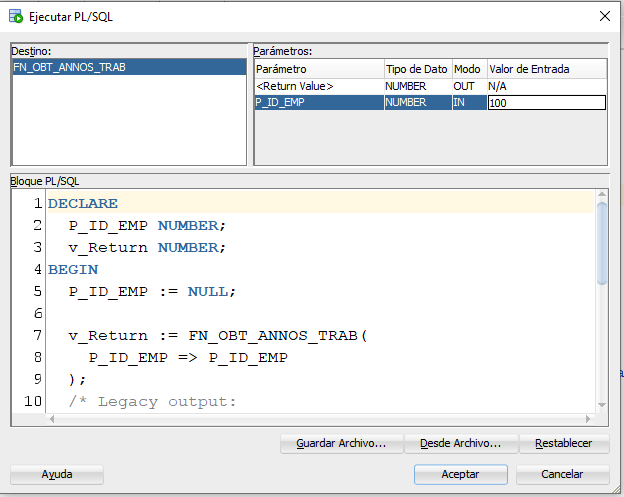 Ejecutar PL/SQL
Destino:
FN_OBT_ANNOS_TRAB
Parámetros:
Parámetro Tipo de Dato Modo Valor de Entrada
<Return Value> NUMBER OUT N/A
P_ID_EMP NUMBER IN 100
Bloque PL/SQL
1 DECLARE
2 P_ID_EMP NUMBER;
3 v_Return NUMBER;
4 BEGIN
5 P_ID_EMP := NULL;
6
7 v_Return := FN_OBT_ANNOS_TRAB(
8 P_ID_EMP => P_ID_EMP
9 );
10 /* Legacy output:
Guardar Archivo... Desde Archivo... Restablecer
Ayuda Aceptar Cancelar